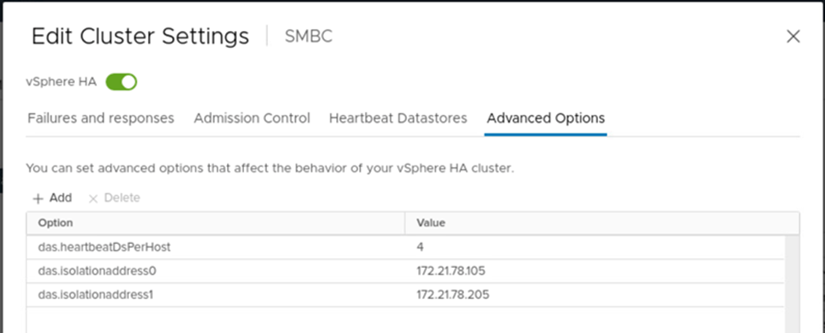 Edit Cluster Settings SMBC
vSphere HA
Failures and responses Admission Control Heartbeat Datastores Advanced Options
You can set advanced options that affect the behavior of your vSphere HA cluster.
+ Add × Delete
Option Value
das.heartbeatDsPerHost 4
das.isolationaddress0 172.21.78.105
das.isolationaddress1 172.21.78.205